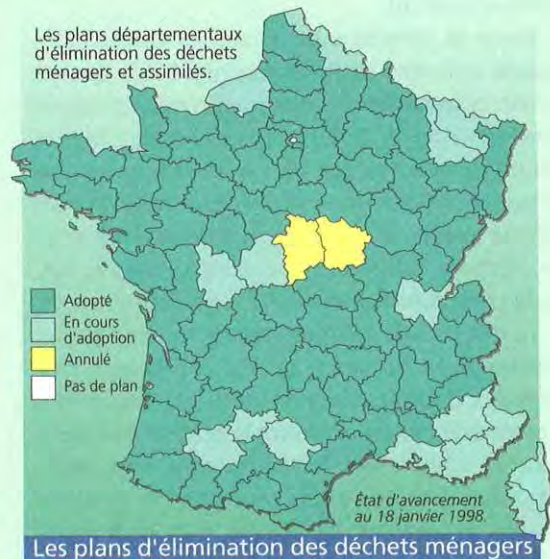 Les plans départementaux
d'élimination des déchets
ménagers et assimilés.
Adopté
En cours
d'adoption
Annulé
Pas de plan
État d'avancement
au 18 janvier 1998.
Les plans d'élimination des déchets ménagers